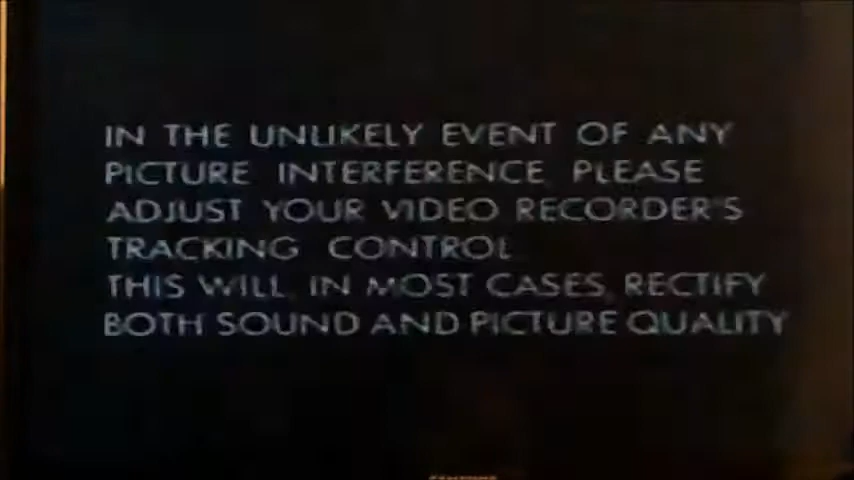 IN THE UNLIKELY EVENT OF ANY
PICTURE INTERFERENCE, PLEASE
ADJUST YOUR VIDEO RECORDER'S
TRACKING CONTROL.
THIS WILL, IN MOST CASES, RECTIFY
BOTH SOUND AND PICTURE QUALITY